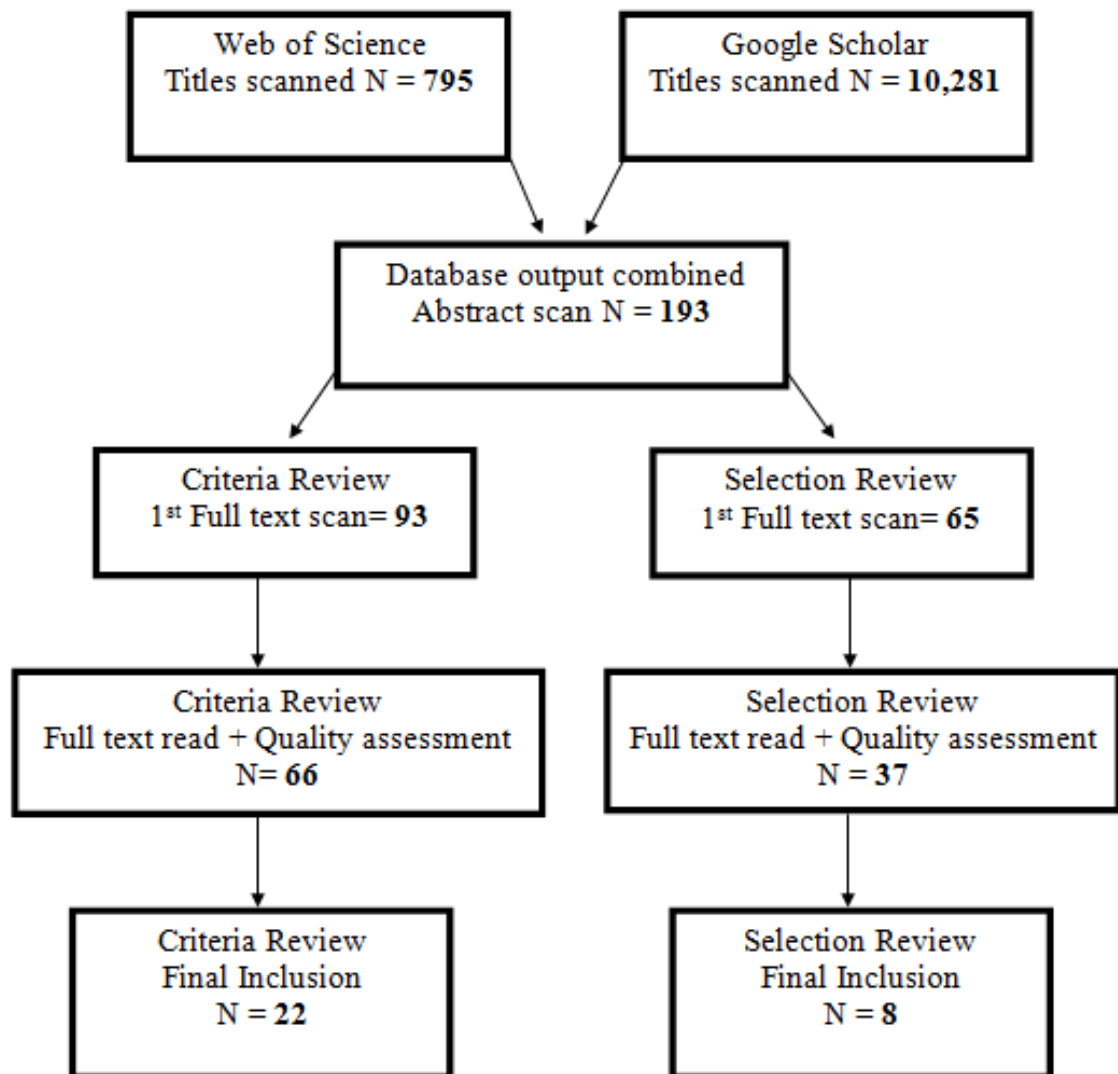 Web of Science
Titles scanned N = 795
Google Scholar
Titles scanned N = 10,281
Database output combined
Abstract scan N = 193
Criteria Review
1st Full text scan= 93
Selection Review
1st Full text scan= 65
Criteria Review
Full text read + Quality assessment
N= 66
Selection Review
Full text read + Quality assessment
N = 37
Criteria Review
Final Inclusion
N = 22
Selection Review
Final Inclusion
N = 8